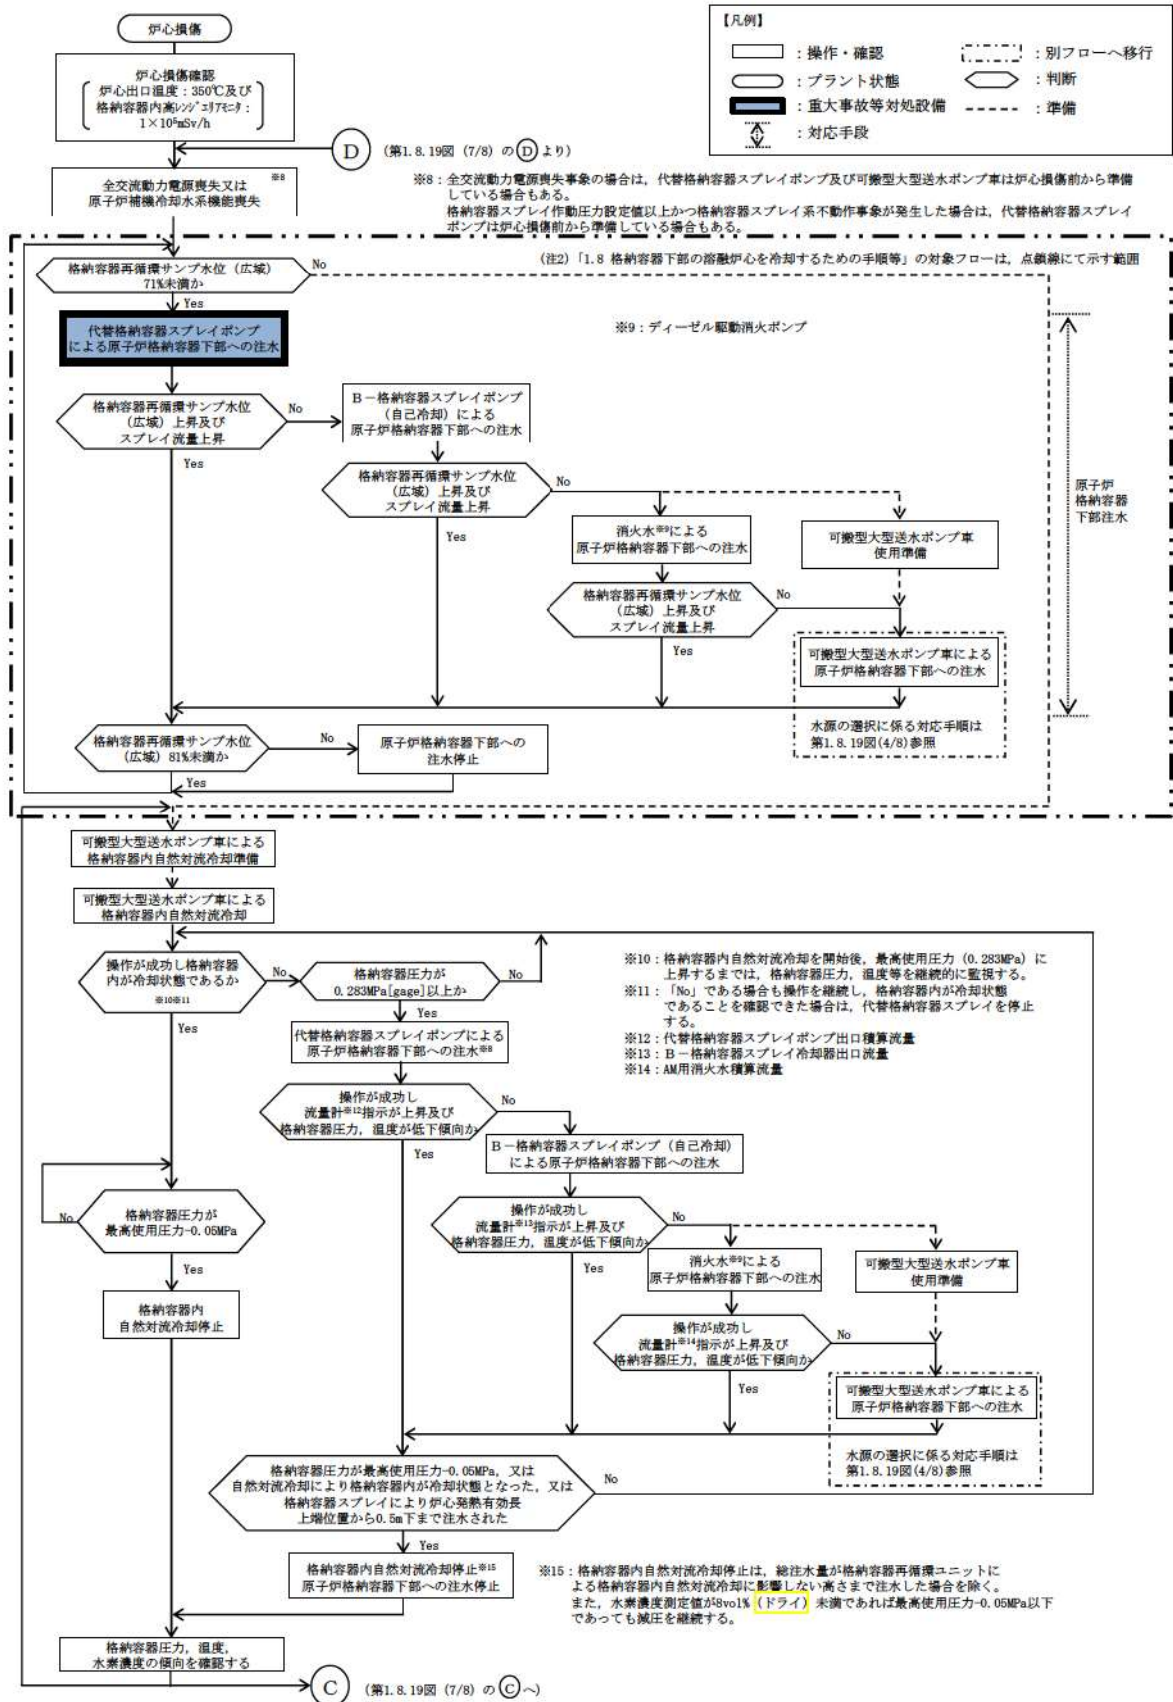 炉心損傷
炉心損傷確認
炉心出口温度：350℃及び
格納容器内高レンジエリアモニタ：
1×10⁵mSv/h
D
(第1.8.19図 (7/8) の D より)
【凡例】
：操作・確認
：別フローへ移行
：プラント状態
：判断
：重大事故等対処設備
：準備
：対応手段
全交流動力電源喪失又は ※8
原子炉補機冷却水系機能喪失
※8：全交流動力電源喪失事象の場合は，代替格納容器スプレイポンプ及び可搬型大型送水ポンプ車は炉心損傷前から準備
している場合もある。
格納容器スプレイ作動圧力設定値以上かつ格納容器スプレイ系不動作事象が発生した場合は，代替格納容器スプレイ
ポンプは炉心損傷前から準備している場合もある。
(注2)「1.8 格納容器下部の溶融炉心を冷却するための手順等」の対象フローは，点鎖線にて示す範囲
格納容器再循環サンプ水位（広域）
71%未満か
No
Yes
代替格納容器スプレイポンプ
による原子炉格納容器下部への注水
※9：ディーゼル駆動消火ポンプ
格納容器再循環サンプ水位
（広域）上昇及び
スプレイ流量上昇
No
Yes
B－格納容器スプレイポンプ
（自己冷却）による
原子炉格納容器下部への注水
格納容器再循環サンプ水位
（広域）上昇及び
スプレイ流量上昇
No
Yes
消火水※9による
原子炉格納容器下部への注水
可搬型大型送水ポンプ車
使用準備
原子炉
格納容器
下部注水
格納容器再循環サンプ水位
（広域）上昇及び
スプレイ流量上昇
No
Yes
可搬型大型送水ポンプ車による
原子炉格納容器下部への注水
水源の選択に係る対応手順は
第1.8.19図(4/8)参照
格納容器再循環サンプ水位
（広域）81%未満か
No
Yes
原子炉格納容器下部への
注水停止
可搬型大型送水ポンプ車による
格納容器内自然対流冷却準備
可搬型大型送水ポンプ車による
格納容器内自然対流冷却
操作が成功し格納容器
内が冷却状態であるか
※10※11
No
Yes
格納容器圧力が
0.283MPa[gage]以上か
No
Yes
※10：格納容器内自然対流冷却を開始後，最高使用圧力（0.283MPa）に
上昇するまでは，格納容器圧力，温度等を継続的に監視する。
※11：「No」である場合も操作を継続し，格納容器内が冷却状態
であることを確認できた場合は，代替格納容器スプレイを停止
する。
※12：代替格納容器スプレイポンプ出口積算流量
※13：B－格納容器スプレイ冷却器出口流量
※14：AM用消火水積算流量
代替格納容器スプレイポンプによる
原子炉格納容器下部への注水※8
操作が成功し
流量計※12指示が上昇及び
格納容器圧力，温度が低下傾向か
No
Yes
B－格納容器スプレイポンプ（自己冷却）
による原子炉格納容器下部への注水
格納容器圧力が
最高使用圧力-0.05MPa
No
Yes
操作が成功し
流量計※13指示が上昇及び
格納容器圧力，温度が低下傾向か
No
Yes
消火水※9による
原子炉格納容器下部への注水
可搬型大型送水ポンプ車
使用準備
格納容器内
自然対流冷却停止
操作が成功し
流量計※14指示が上昇及び
格納容器圧力，温度が低下傾向か
No
Yes
可搬型大型送水ポンプ車による
原子炉格納容器下部への注水
水源の選択に係る対応手順は
第1.8.19図(4/8)参照
格納容器圧力が最高使用圧力-0.05MPa，又は
自然対流冷却により格納容器内が冷却状態となった，又は
格納容器スプレイにより炉心発熱有効長
上端位置から0.5m下まで注水された
No
Yes
格納容器内自然対流冷却停止※15
原子炉格納容器下部への注水停止
※15：格納容器内自然対流冷却停止は，総注水量が格納容器再循環ユニットに
よる格納容器内自然対流冷却に影響しない高さまで注水した場合を除く。
また，水素濃度測定値が8vol%（ドライ）未満であれば最高使用圧力-0.05MPa以下
であっても減圧を継続する。
格納容器圧力，温度，
水素濃度の傾向を確認する
C
(第1.8.19図 (7/8) の C へ)